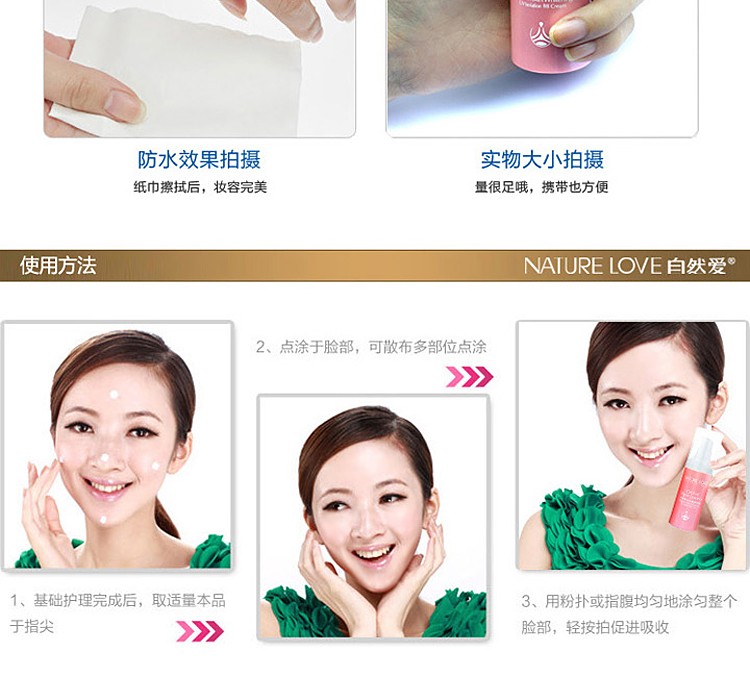 防水效果拍摄
纸巾擦拭后，妆容完美
实物大小拍摄
量很足哦，携带也方便
使用方法
NATURE LOVE 自然爱®
1、基础护理完成后，取适量本品
于指尖
2、点涂于脸部，可散布多部位点涂
3、用粉扑或指腹均匀地涂匀整个
脸部，轻按拍促进吸收